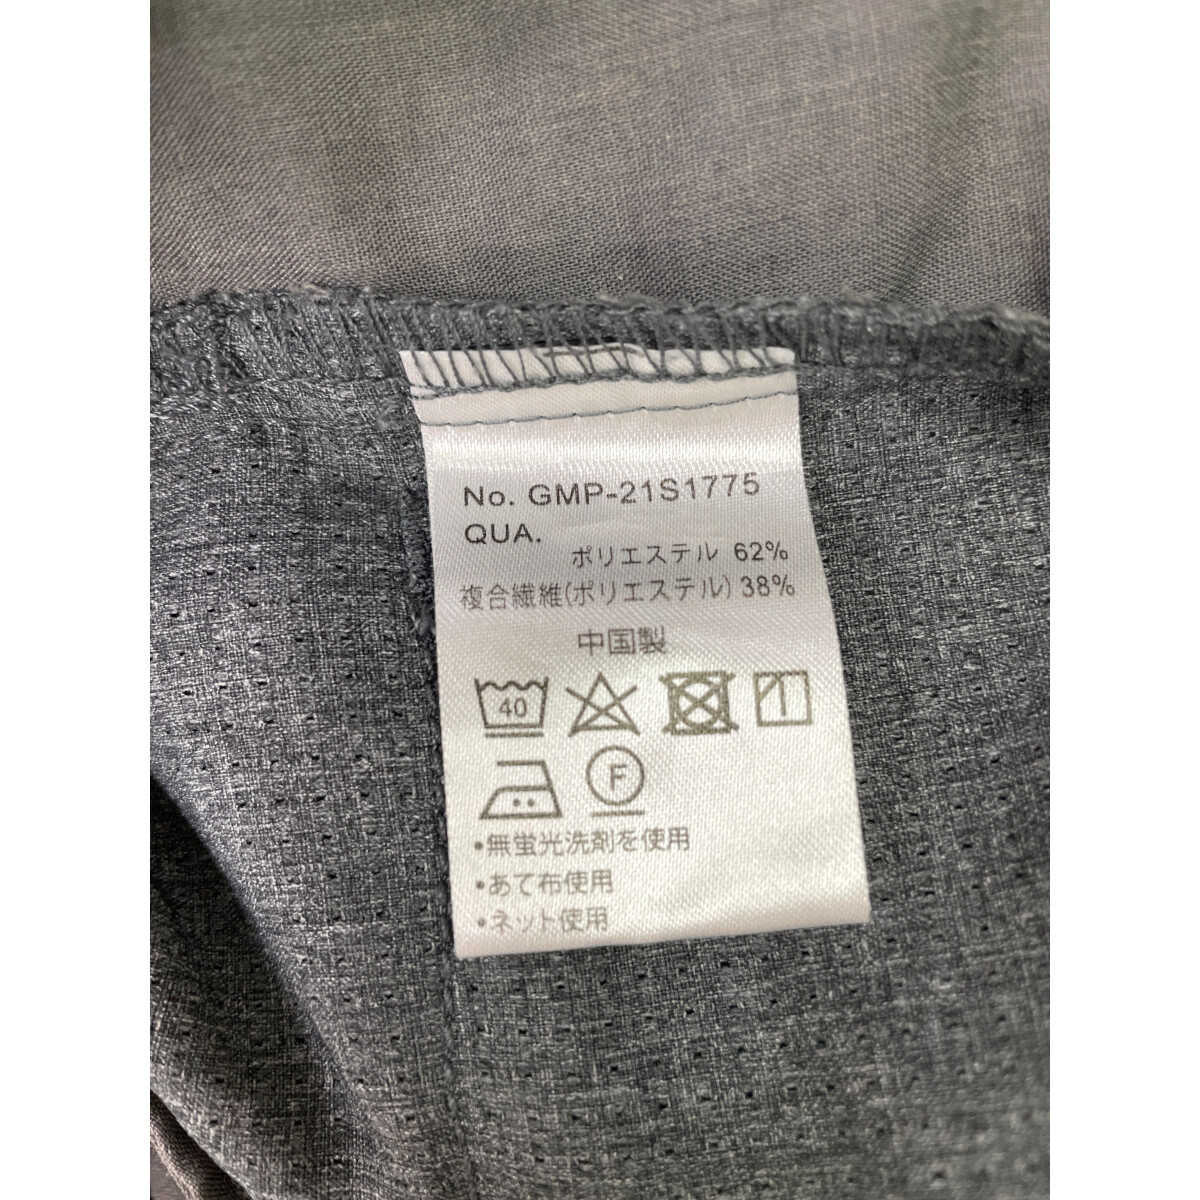 No. GMP-21S1775
QUA.
ポリエステル 62%
複合繊維(ポリエステル) 38%
中国製
40
F
•無蛍光洗剤を使用
•あて布使用
•ネット使用